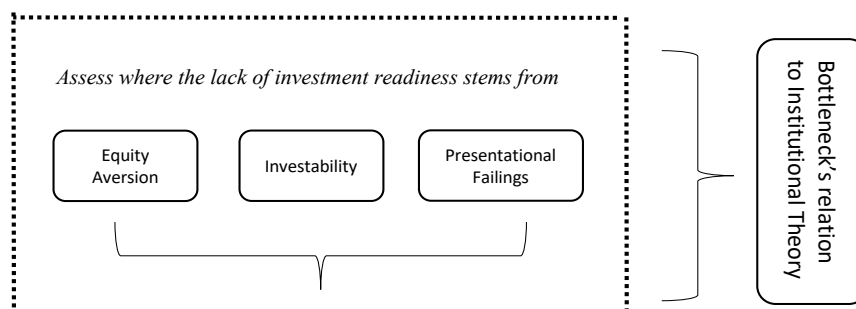 Assess where the lack of investment readiness stems from
Equity
Aversion
Investability
Presentational
Failings
Bottleneck's relation
to Institutional Theory